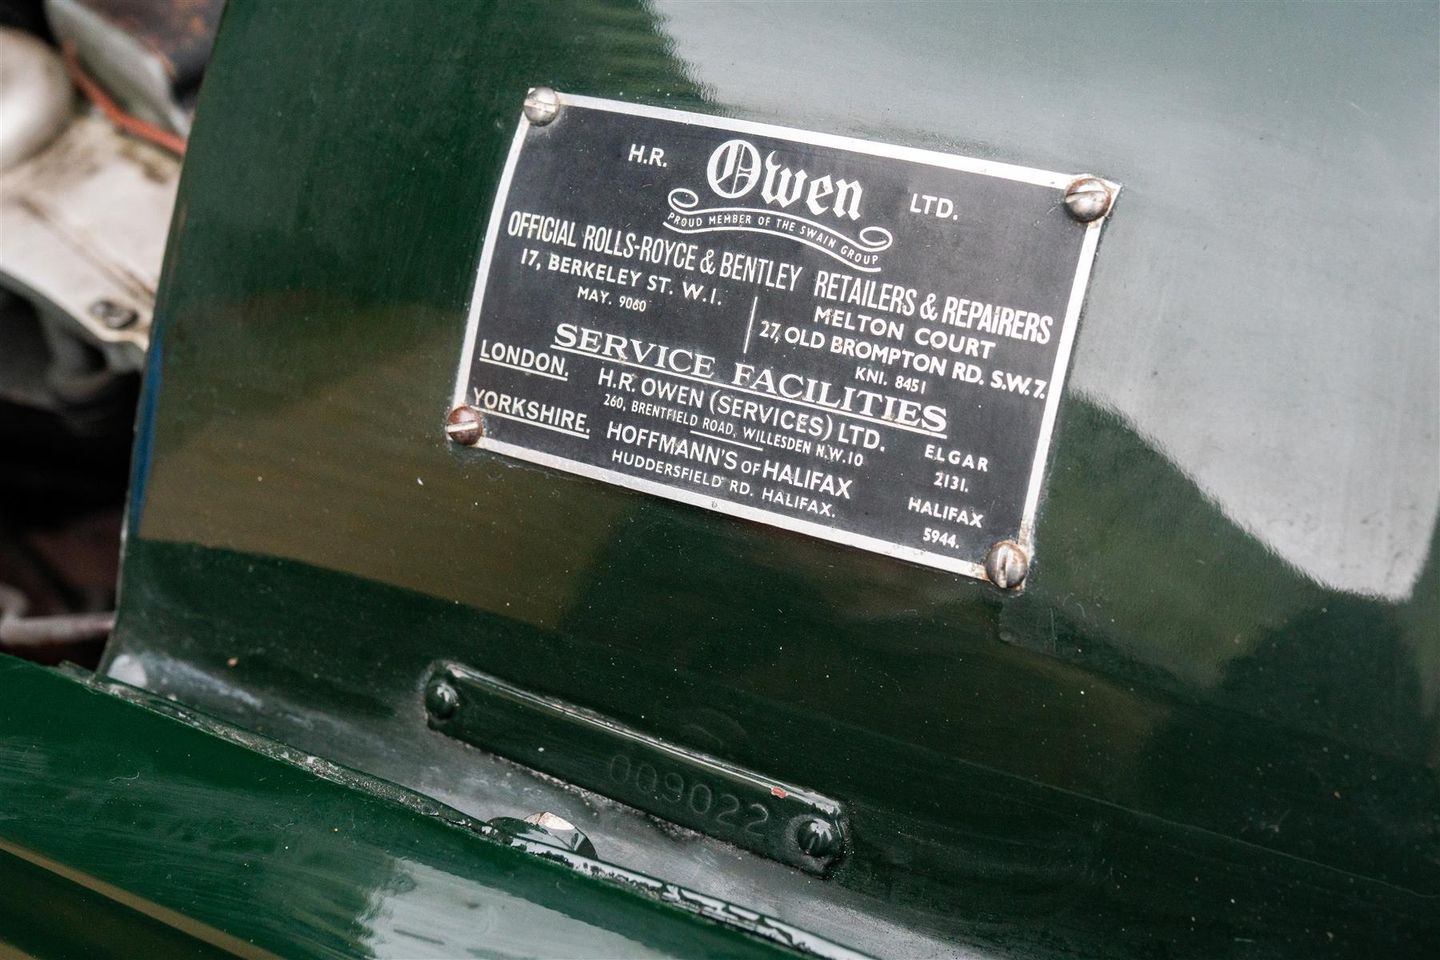 H.R. Owen LTD.
PROUD MEMBER OF THE SWAIN GROUP
OFFICIAL ROLLS-ROYCE & BENTLEY RETAILERS & REPAIRERS
17, BERKELEY ST. W.1.
MAY. 9060
MELTON COURT
27, OLD BROMPTON RD. S.W.7.
KNI. 8451
SERVICE FACILITIES
LONDON.
H.R. OWEN (SERVICES) LTD.
260, BRENTFIELD ROAD, WILLESDEN N.W.10
ELGAR
2131.
YORKSHIRE.
HOFFMANN'S OF HALIFAX
HUDDERSFIELD RD. HALIFAX.
HALIFAX
5944.
009022